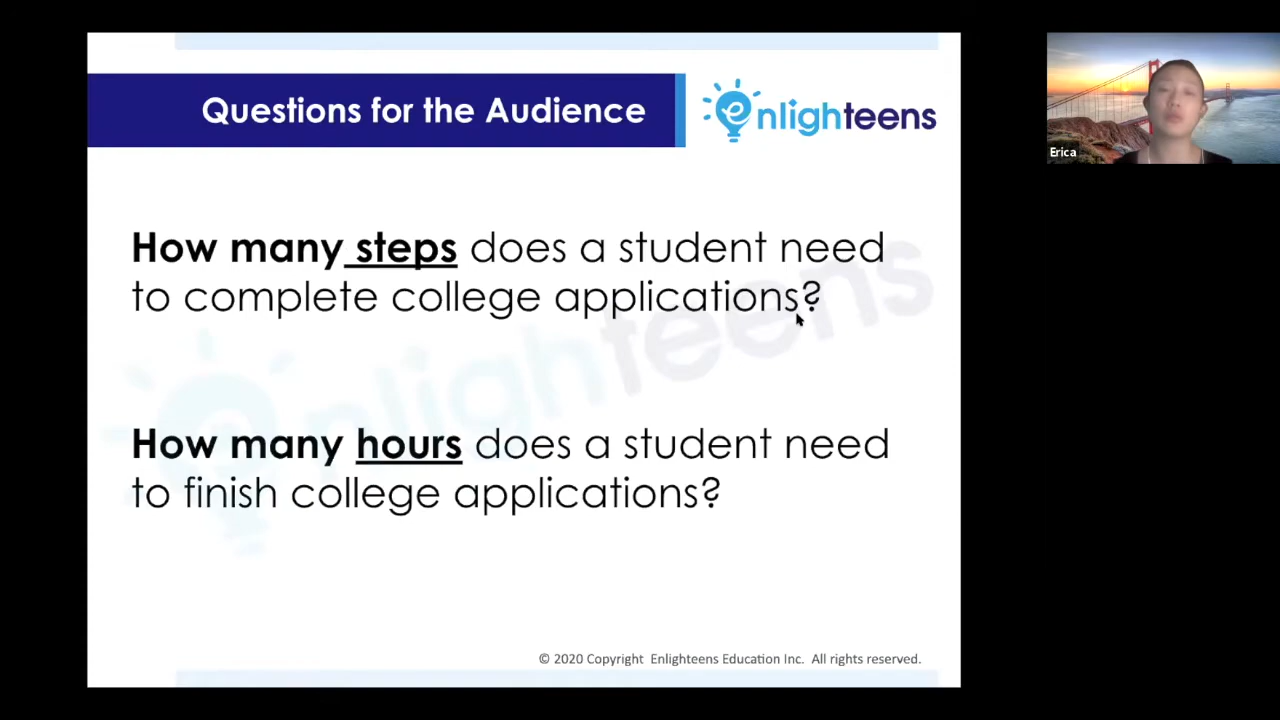 Questions for the Audience
enlighteens
Erica
How many steps does a student need
to complete college applications?
enlighteens
How many hours does a student need
to finish college applications?
© 2020 Copyright Enlighteens Education Inc. All rights reserved.